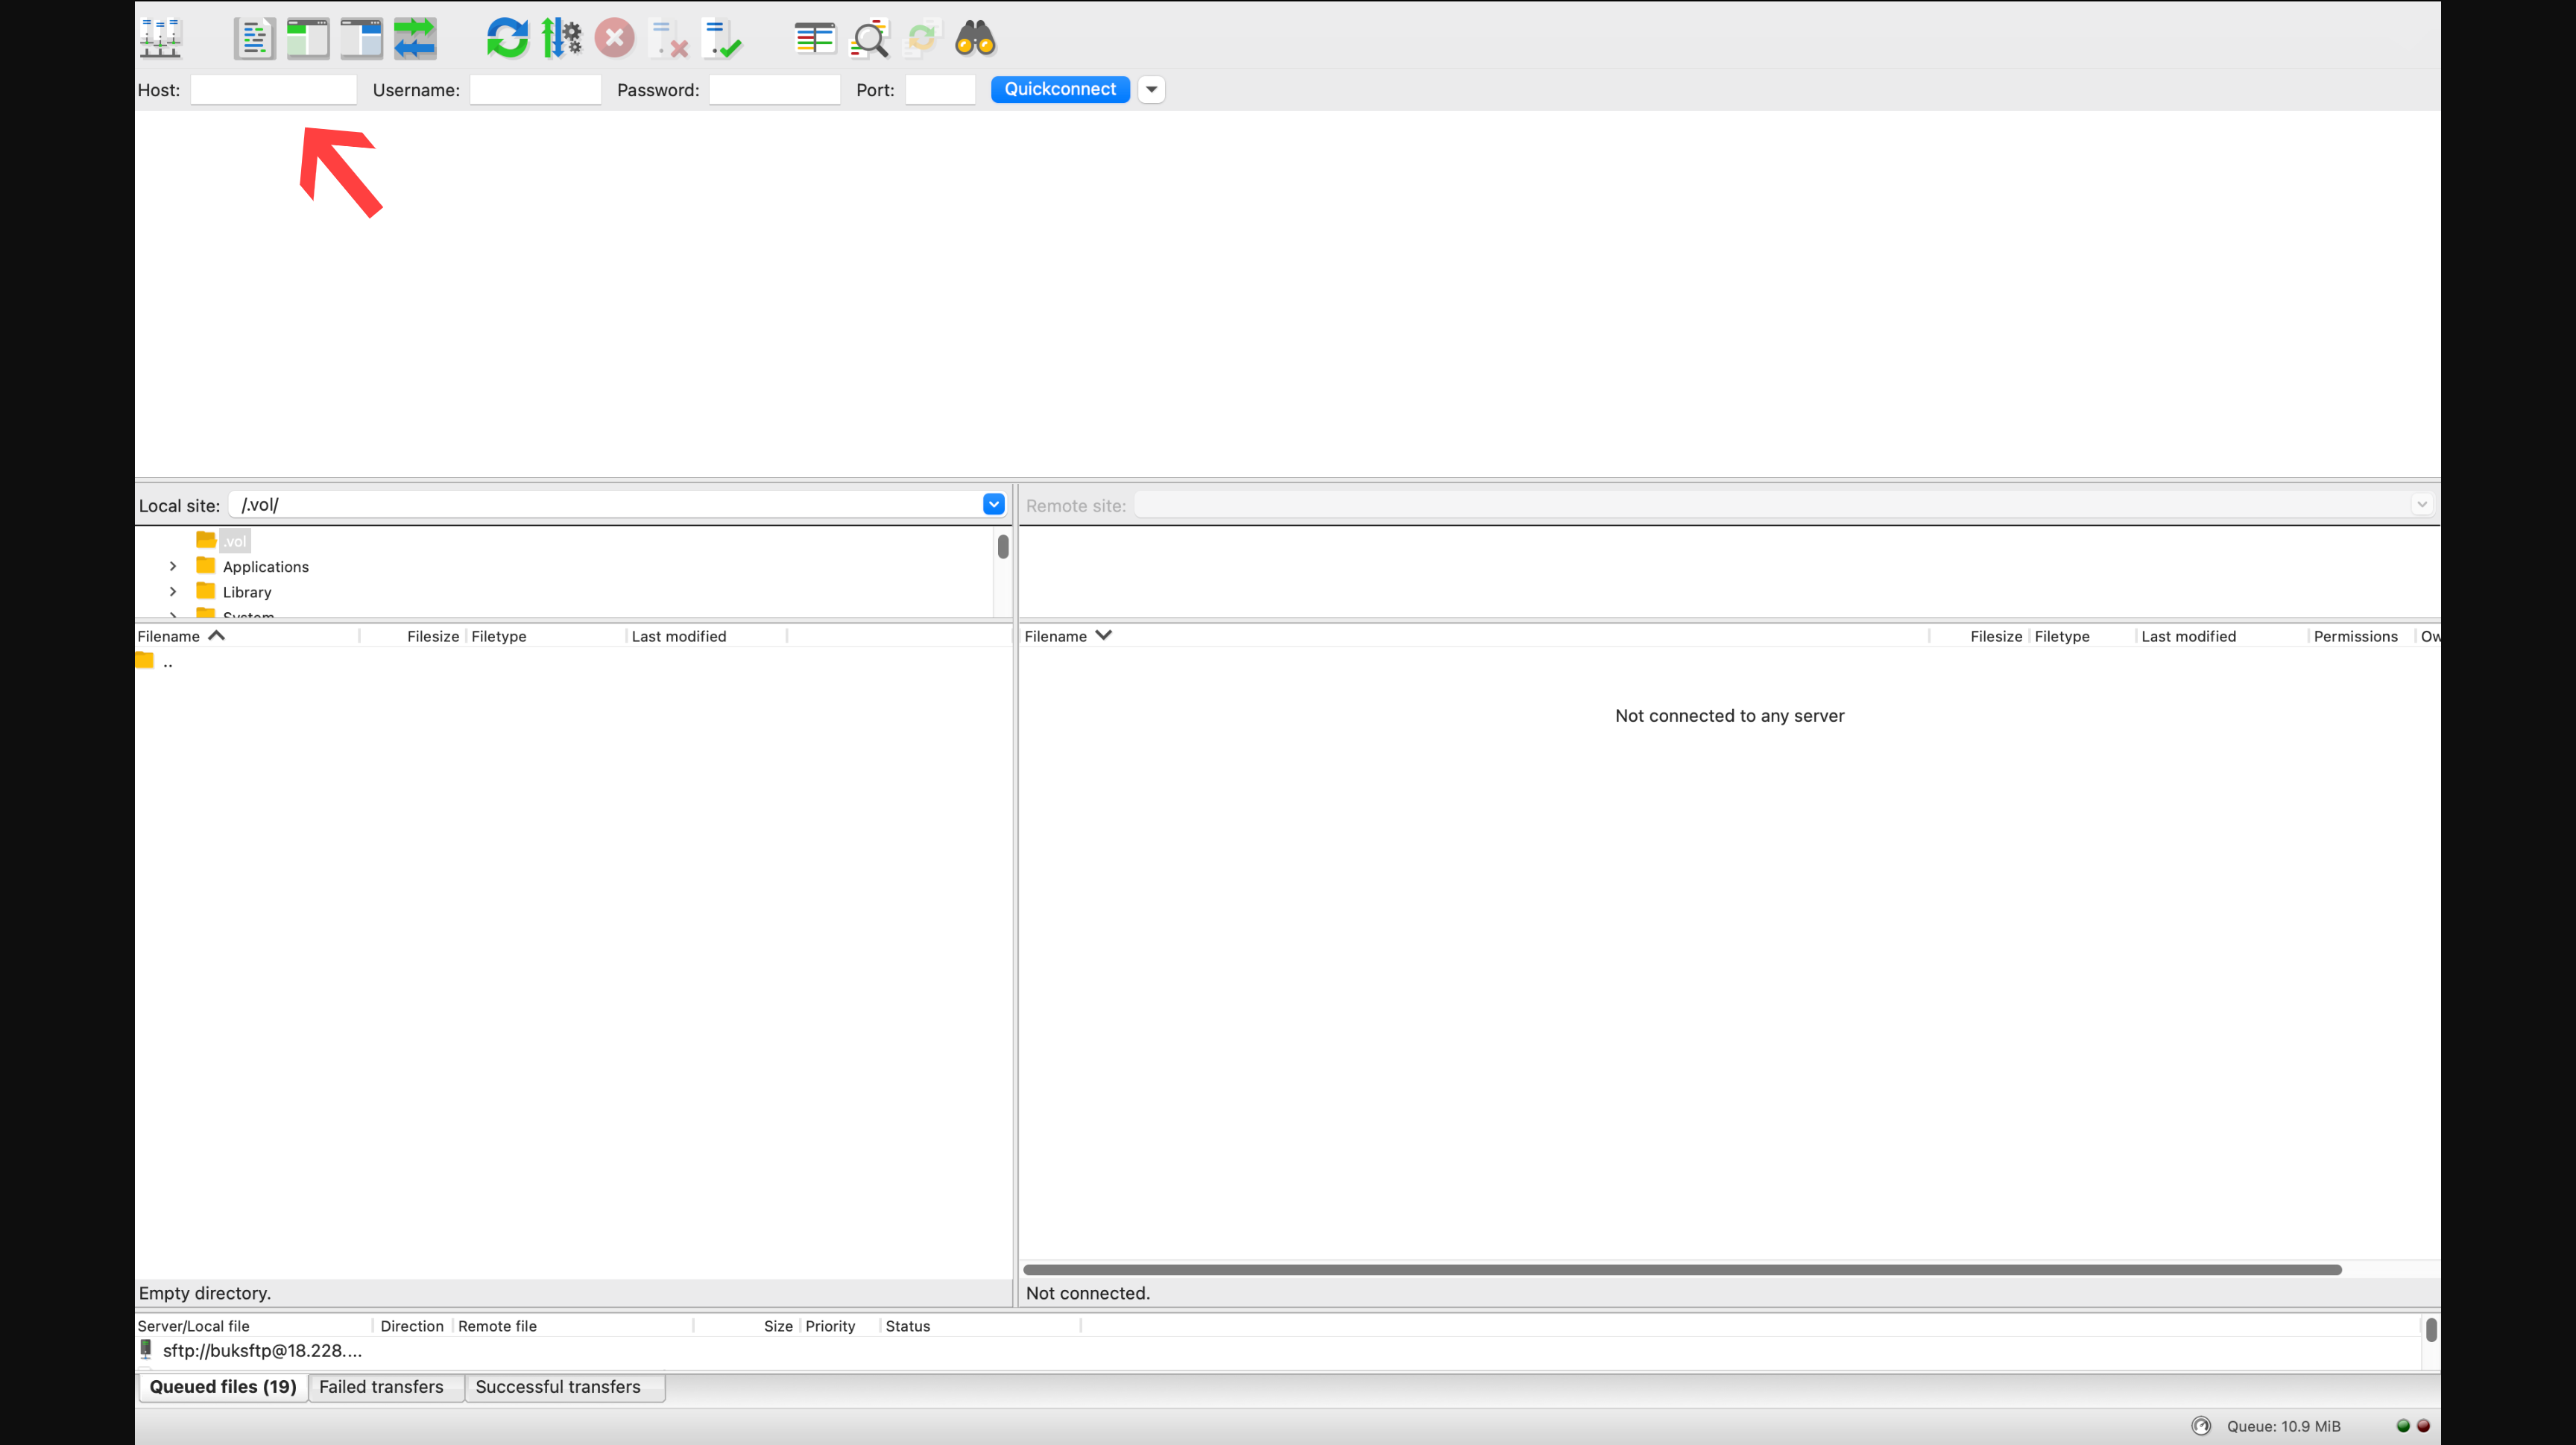 Host: Username: Password: Port: Quickconnect
Local site: /.vol/ Remote site:
.vol
Applications
Library
System
Filename Filesize Filetype Last modified Filename Filesize Filetype Last modified Permissions Ow
..
Not connected to any server
Empty directory. Not connected.
Server/Local file Direction Remote file Size Priority Status
sftp://buksftp@18.228....
Queued files (19) Failed transfers Successful transfers
Queue: 10.9 MiB